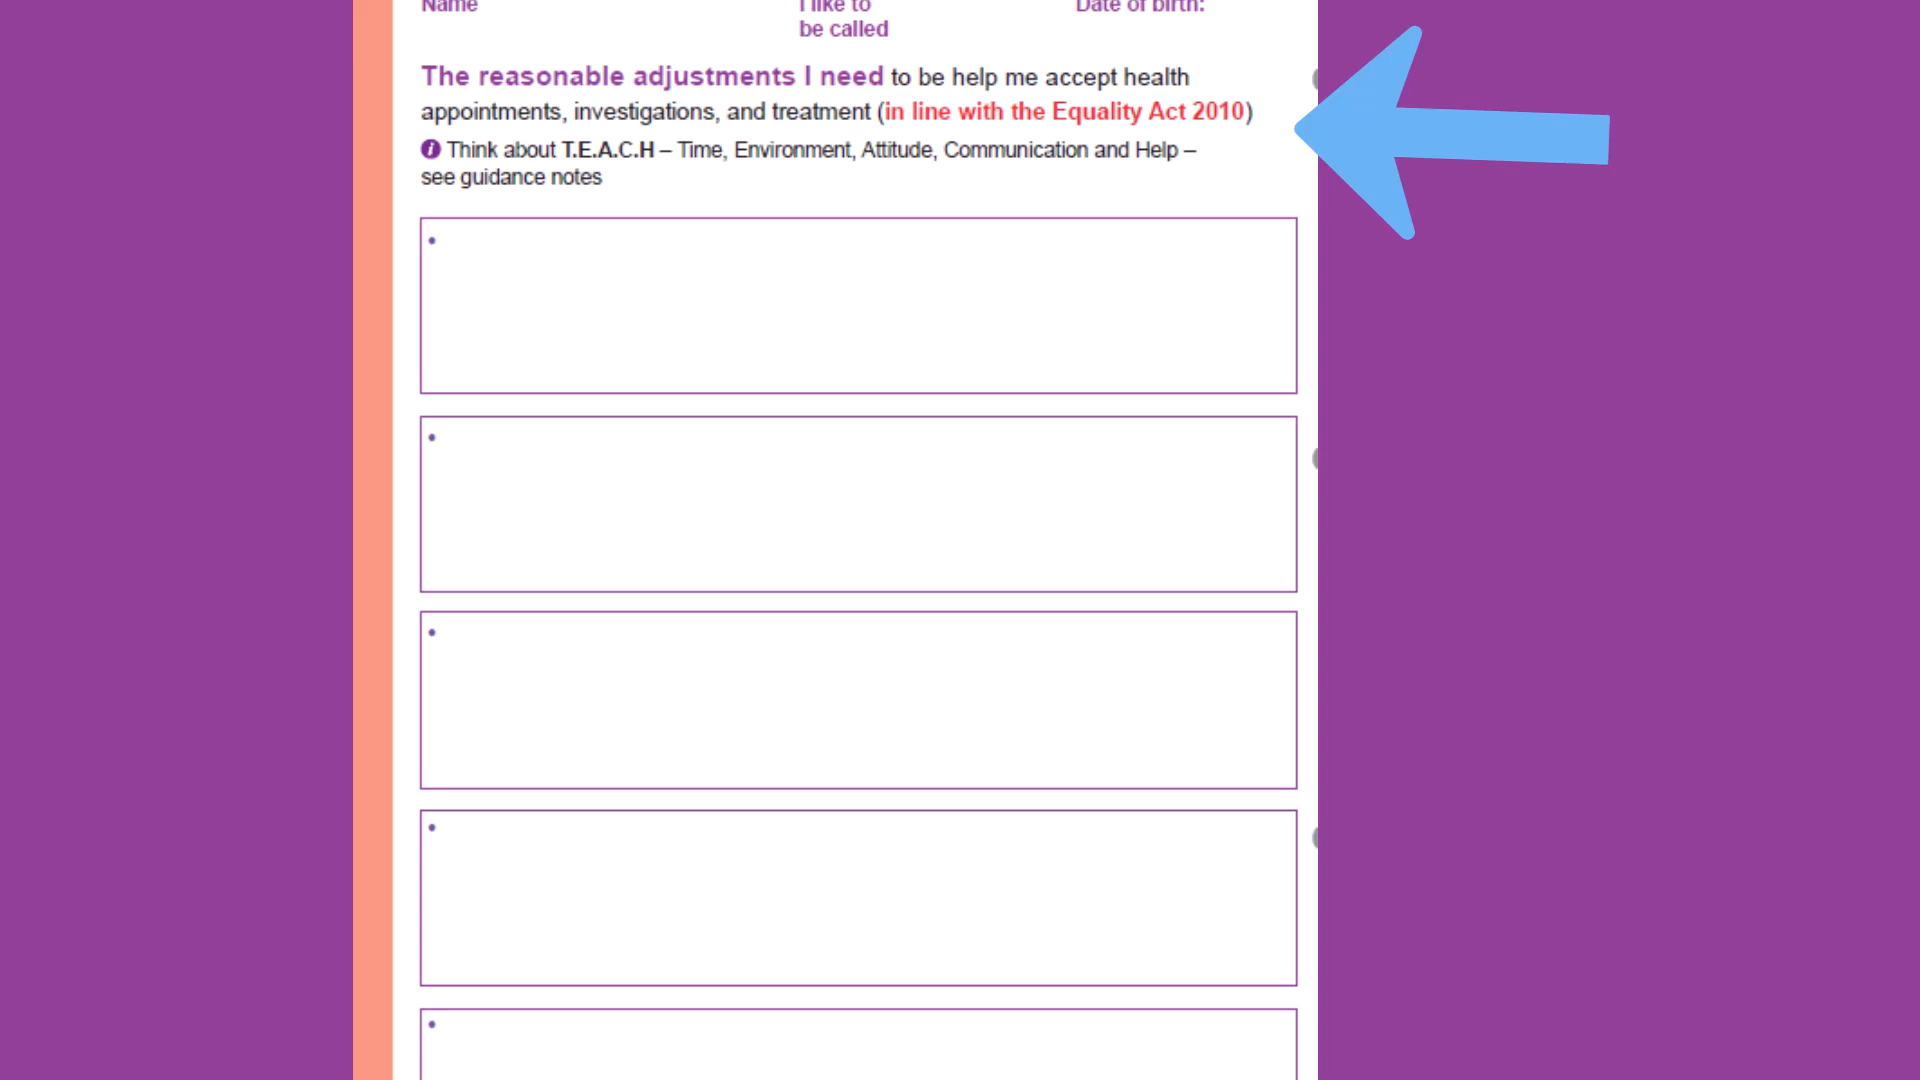 Name I like to Date of birth:
be called
The reasonable adjustments I need to be help me accept health
appointments, investigations, and treatment (in line with the Equality Act 2010)
i Think about T.E.A.C.H – Time, Environment, Attitude, Communication and Help –
see guidance notes
•
•
•
•
•